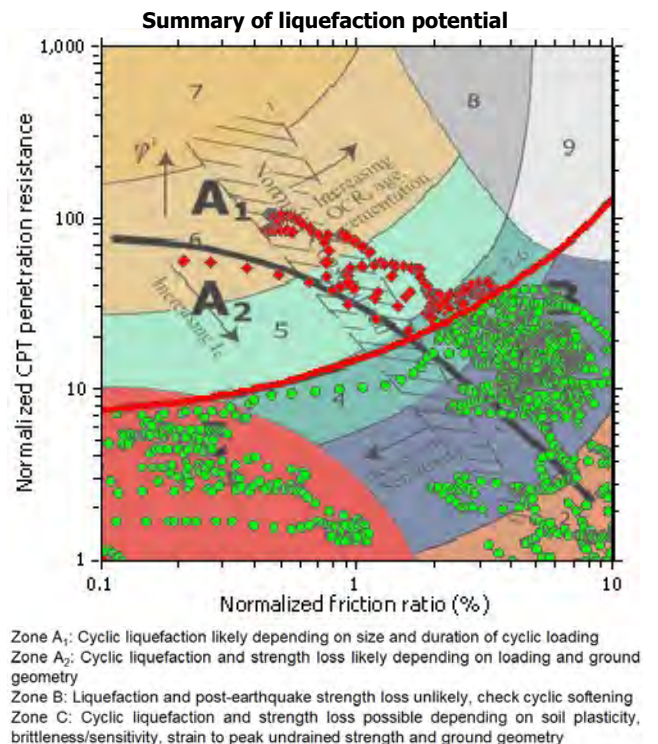 Summary of liquefaction potential
1,000
100
10
1
Normalized CPT penetration resistance
7
8
9
φ'
Increasing
OCR, age
cementation
A1
6
A2
Increasing Ic
5
4
2
0.1
1
10
Normalized friction ratio (%)
Zone A1: Cyclic liquefaction likely depending on size and duration of cyclic loading
Zone A2: Cyclic liquefaction and strength loss likely depending on loading and ground
geometry
Zone B: Liquefaction and post-earthquake strength loss unlikely, check cyclic softening
Zone C: Cyclic liquefaction and strength loss possible depending on soil plasticity,
brittleness/sensitivity, strain to peak undrained strength and ground geometry